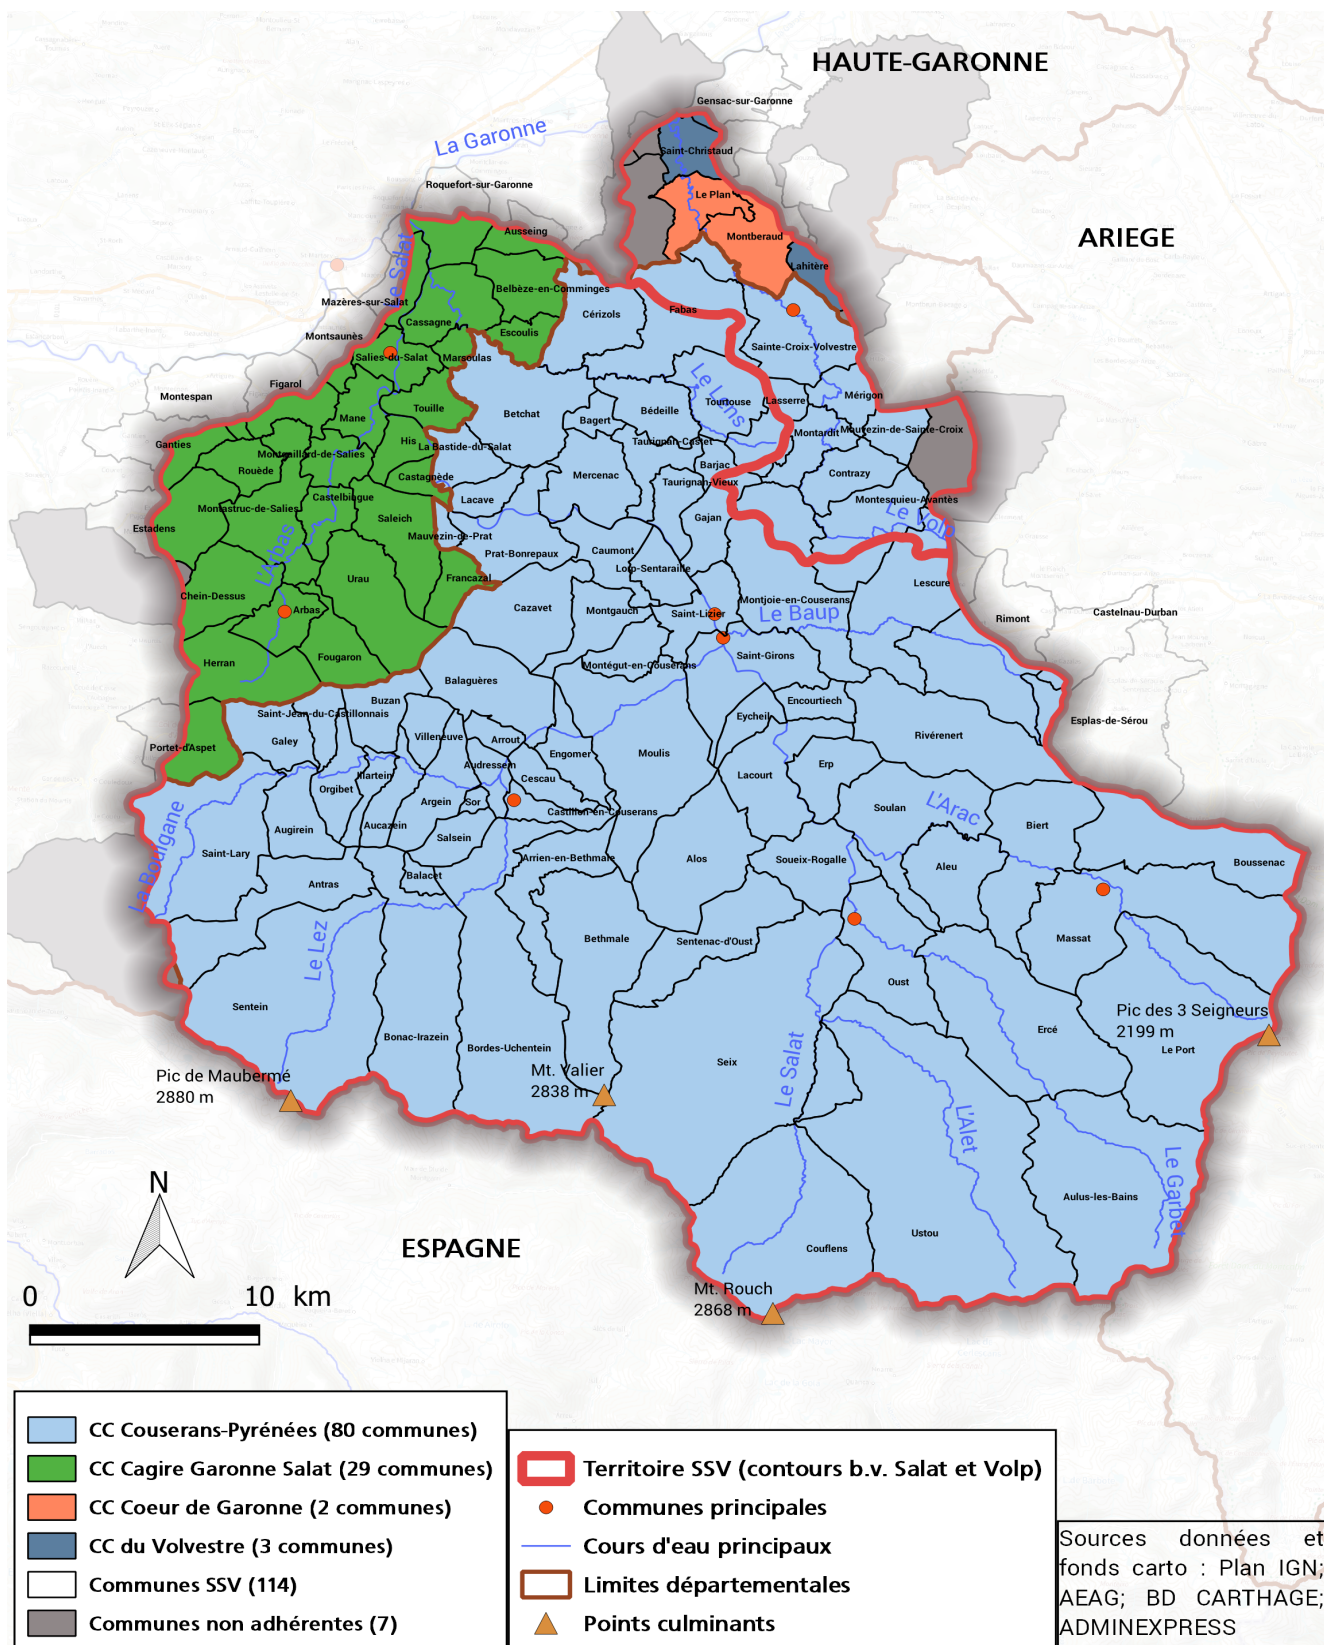 HAUTE-GARONNE
Gensac-sur-Garonne
La Garonne
Saint-Christaud
Roquefort-sur-Garonne
Le Plan
Ausseing
Montberaud
ARIEGE
Le Salat
Lahitère
Belbèze-en-Comminges
Mazères-sur-Salat
Cérizols
Fabas
Cassagne
Montsaunès
Escoulis
Sainte-Croix-Volvestre
Salies-du-Salat
Marsoulas
Figarol
Montespan
Le Lens
Mérigon
Tourtouse
Lasserre
Touille
Betchat
Bédeille
Mane
Bagert
Montardit
Mauvezin-de-Sainte-Croix
Ganties
His
La Bastide-du-Salat
Taurignan-Castet
Montgaillard-de-Salies
Rouède
Barjac
Castagnède
Mercenac
Contrazy
Taurignan-Vieux
Castelbiague
Lacave
Montesquieu-Avantès
Montastruc-de-Salies
Saleich
Gajan
Le Volp
Estadens
Mauvezin-de-Prat
Prat-Bonrepaux
Caumont
L'Arbas
Lorp-Sentaraille
Urau
Francazal
Lescure
Chein-Dessus
Montjoie-en-Couserans
Arbas
Cazavet
Montgauch
Saint-Lizier
Le Baup
Castelnau-Durban
Rimont
Fougaron
Herran
Montégut-en-Couserans
Saint-Girons
Balaguères
Buzan
Encourtiech
Saint-Jean-du-Castillonnais
Eycheil
Esplas-de-Sérou
Galey
Villeneuve
Arrout
Rivérenert
Portet-d'Aspet
Engomer
Moulis
Audressein
Erp
Illartein
Cescau
Lacourt
Orgibet
Argein
Sor
Soulan
L'Arac
Castillon-en-Couserans
Augirein
Aucazein
Biert
Salsein
La Bouigane
Saint-Lary
Arrien-en-Bethmale
Alos
Soueix-Rogalle
Aleu
Boussenac
Antras
Balacet
Le Lez
Bethmale
Sentenac-d'Oust
Massat
Sentein
Oust
Pic des 3 Seigneurs
2199 m
Ercé
Bonac-Irazein
Bordes-Uchentein
Le Port
Seix
Le Salat
Pic de Maubermé
2880 m
Mt. Valier
2838 m
L'Alet
Le Garbet
N
Aulus-les-Bains
Ustou
ESPAGNE
Couflens
0 10 km
Mt. Rouch
2868 m
CC Couserans-Pyrénées (80 communes)
CC Cagire Garonne Salat (29 communes)
CC Coeur de Garonne (2 communes)
CC du Volvestre (3 communes)
Communes SSV (114)
Communes non adhérentes (7)
Territoire SSV (contours b.v. Salat et Volp)
Communes principales
Cours d'eau principaux
Limites départementales
Points culminants
Sources données et
fonds carto : Plan IGN;
AEAG; BD CARTHAGE;
ADMINEXPRESS